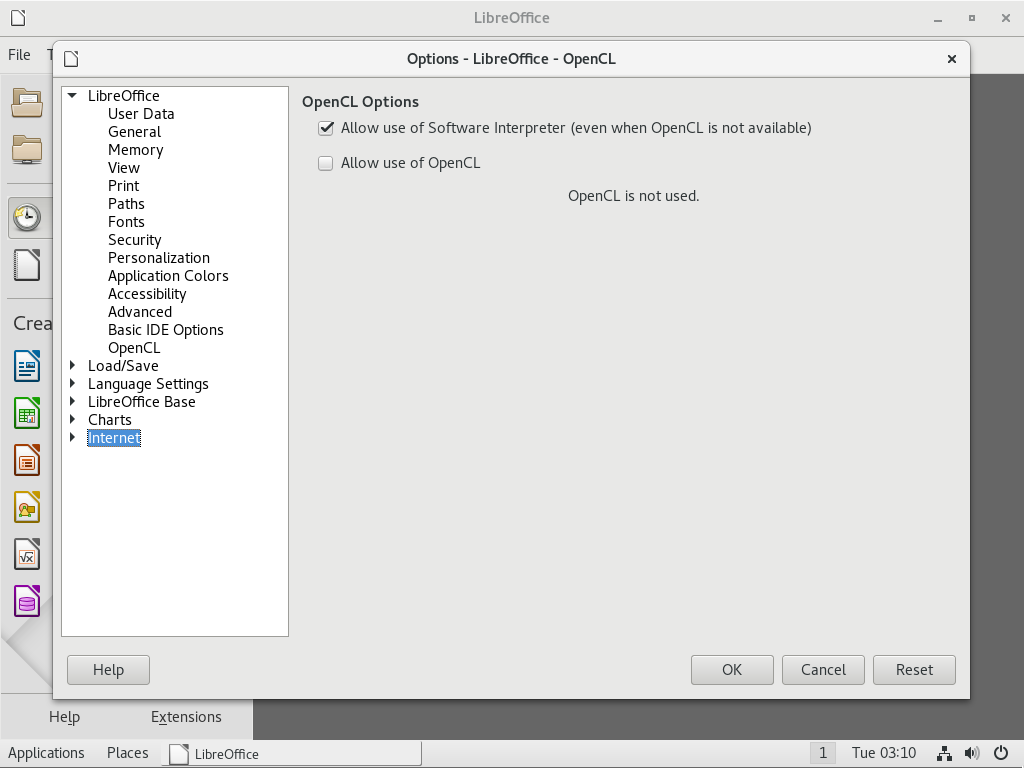 LibreOffice
File T
Options - LibreOffice - OpenCL
LibreOffice
User Data
General
Memory
View
Print
Paths
Fonts
Security
Personalization
Application Colors
Accessibility
Advanced
Basic IDE Options
OpenCL
Load/Save
Language Settings
LibreOffice Base
Charts
Internet
OpenCL Options
Allow use of Software Interpreter (even when OpenCL is not available)
Allow use of OpenCL
OpenCL is not used.
Crea
Help
OK
Cancel
Reset
Help
Extensions
Applications
Places
LibreOffice
1
Tue 03:10